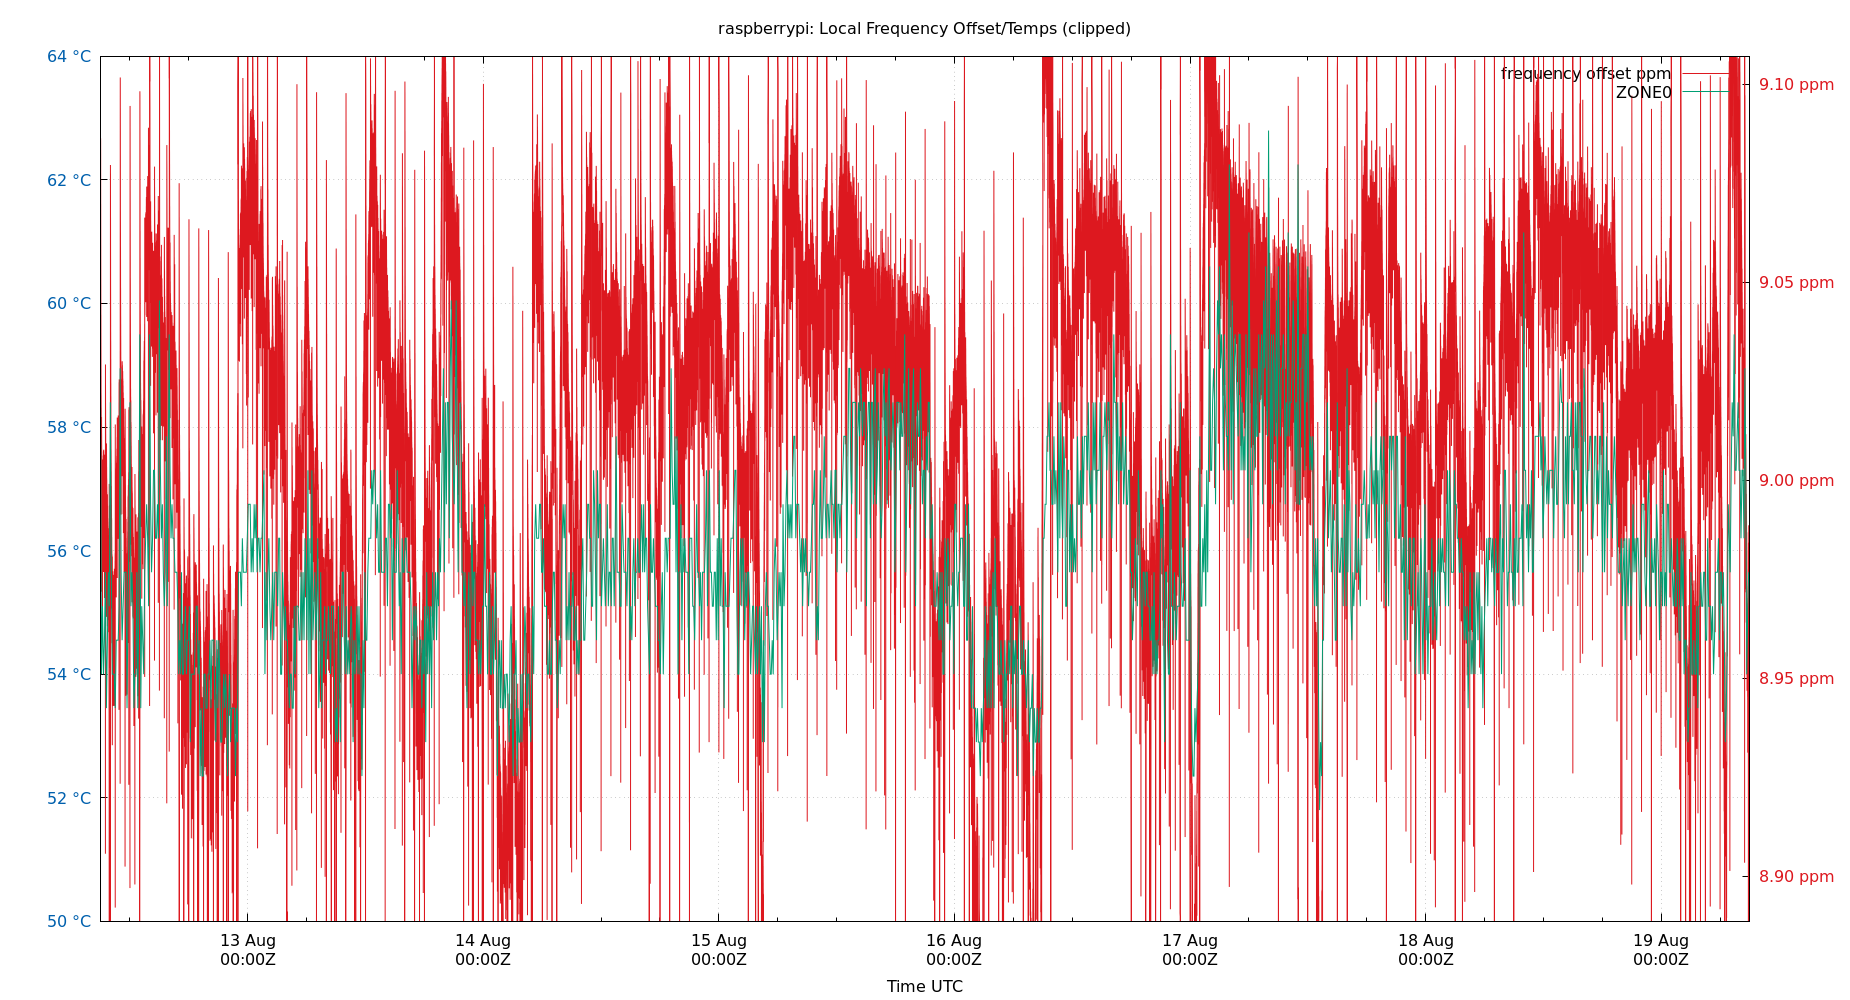 raspberrypi: Local Frequency Offset/Temps (clipped)
64 °C
62 °C
60 °C
58 °C
56 °C
54 °C
52 °C
50 °C
frequency offset ppm
ZONE0
9.10 ppm
9.05 ppm
9.00 ppm
8.95 ppm
8.90 ppm
13 Aug
00:00Z
14 Aug
00:00Z
15 Aug
00:00Z
16 Aug
00:00Z
17 Aug
00:00Z
18 Aug
00:00Z
19 Aug
00:00Z
Time UTC